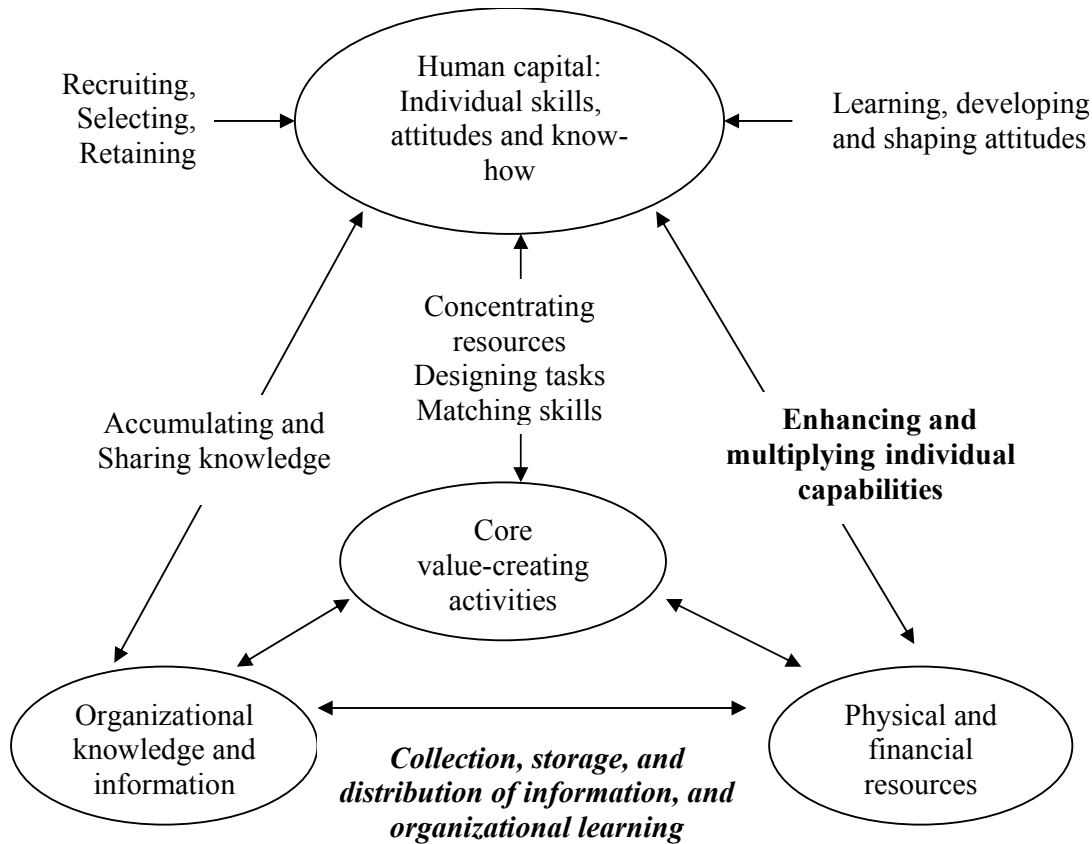 Human capital:
Individual skills,
attitudes and know-
how
Recruiting,
Selecting,
Retaining
Learning, developing
and shaping attitudes
Concentrating
resources
Designing tasks
Matching skills
Accumulating and
Sharing knowledge
Enhancing and
multiplying individual
capabilities
Core
value-creating
activities
Organizational
knowledge and
information
Physical and
financial
resources
Collection, storage, and
distribution of information, and
organizational learning